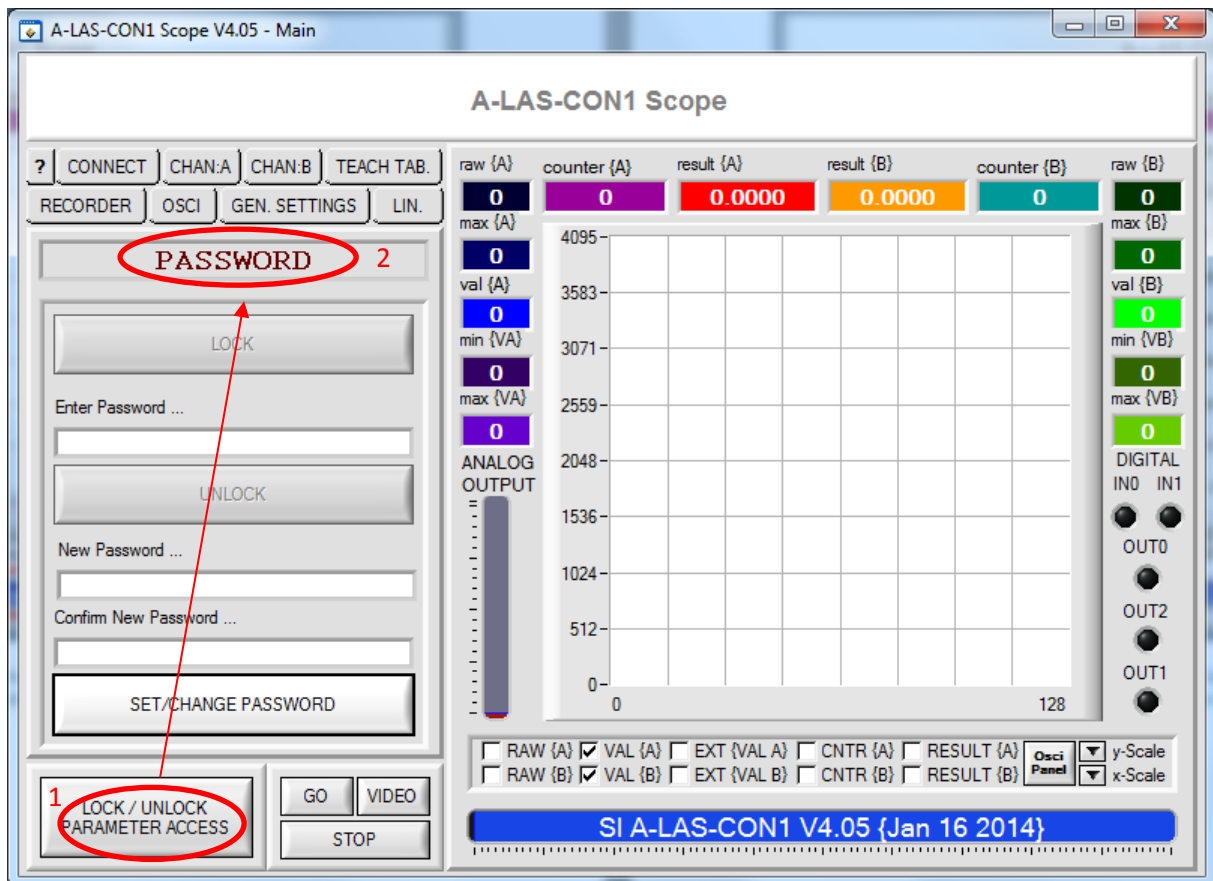 A-LAS-CON1 Scope V4.05 - Main
A-LAS-CON1 Scope
? CONNECT CHAN:A CHAN:B TEACH TAB.
RECORDER OSCI GEN. SETTINGS LIN.
PASSWORD 2
LOCK
Enter Password ...
UNLOCK
New Password ...
Confirm New Password ...
SET/CHANGE PASSWORD
1 LOCK / UNLOCK
PARAMETER ACCESS
GO VIDEO
STOP
raw {A} counter {A} result {A} result {B} counter {B} raw {B}
0 0 0.0000 0.0000 0 0
max {A}
0
val {A}
0
min {VA}
0
max {VA}
0
ANALOG
OUTPUT
4095
3583
3071
2559
2048
1536
1024
512
0
0 128
max {B}
0
val {B}
0
min {VB}
0
max {VB}
0
DIGITAL
IN0 IN1
OUT0
OUT2
OUT1
RAW {A} VAL {A} EXT {VAL A} CNTR {A} RESULT {A}
RAW {B} VAL {B} EXT {VAL B} CNTR {B} RESULT {B}
Osci
Panel
y-Scale
x-Scale
SI A-LAS-CON1 V4.05 {Jan 16 2014}